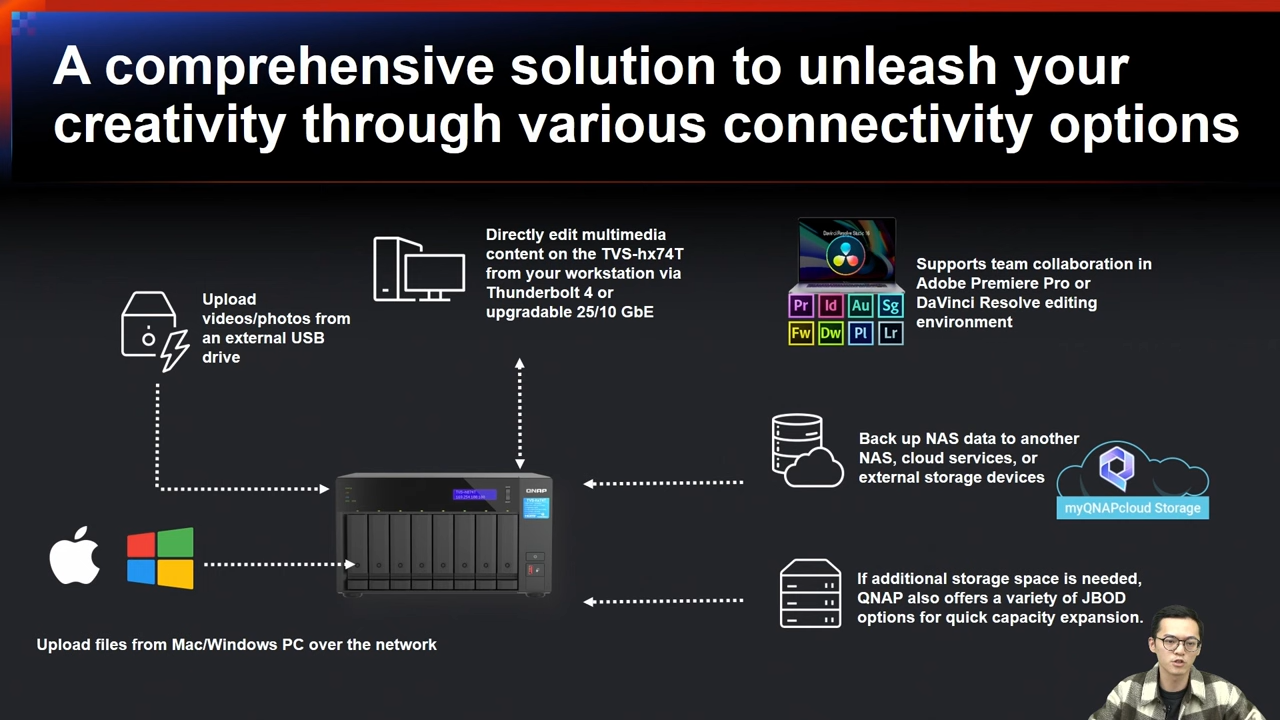 A comprehensive solution to unleash your
creativity through various connectivity options
Directly edit multimedia
content on the TVS-hx74T
from your workstation via
Thunderbolt 4 or
upgradable 25/10 GbE
DaVinci Resolve Studio 16
Pr Id Au Sg
Fw Dw Pl Lr
Supports team collaboration in
Adobe Premiere Pro or
DaVinci Resolve editing
environment
Upload
videos/photos from
an external USB
drive
Back up NAS data to another
NAS, cloud services, or
external storage devices
myQNAPcloud Storage
QNAP
If additional storage space is needed,
QNAP also offers a variety of JBOD
options for quick capacity expansion.
Upload files from Mac/Windows PC over the network